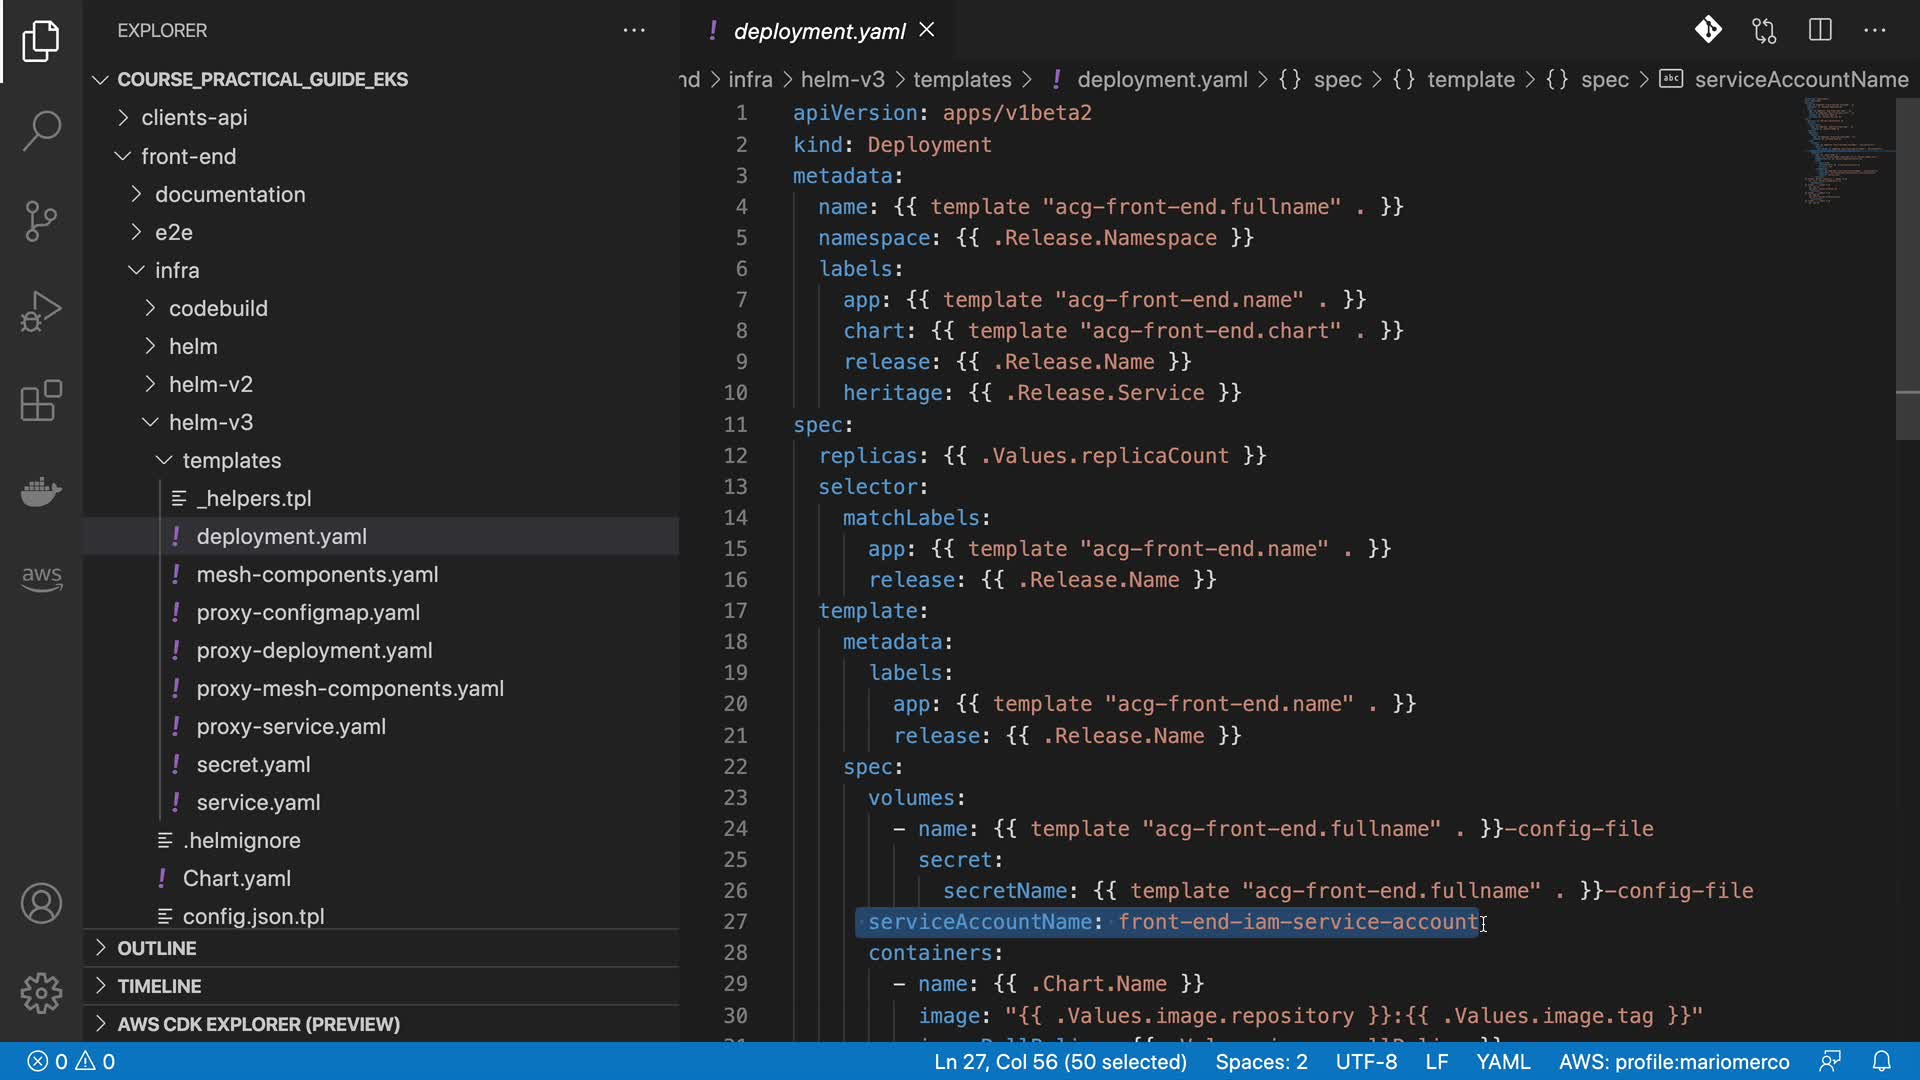 EXPLORER
COURSE_PRACTICAL_GUIDE_EKS
clients-api
front-end
documentation
e2e
infra
codebuild
helm
helm-v2
helm-v3
templates
_helpers.tpl
deployment.yaml
mesh-components.yaml
proxy-configmap.yaml
proxy-deployment.yaml
proxy-mesh-components.yaml
proxy-service.yaml
secret.yaml
service.yaml
.helmignore
Chart.yaml
config.json.tpl
OUTLINE
TIMELINE
AWS CDK EXPLORER (PREVIEW)
aws
! deployment.yaml
nd > infra > helm-v3 > templates > ! deployment.yaml > {} spec > {} template > {} spec > abc serviceAccountName
1 apiVersion: apps/v1beta2
2 kind: Deployment
3 metadata:
4 name: {{ template "acg-front-end.fullname" . }}
5 namespace: {{ .Release.Namespace }}
6 labels:
7 app: {{ template "acg-front-end.name" . }}
8 chart: {{ template "acg-front-end.chart" . }}
9 release: {{ .Release.Name }}
10 heritage: {{ .Release.Service }}
11 spec:
12 replicas: {{ .Values.replicaCount }}
13 selector:
14 matchLabels:
15 app: {{ template "acg-front-end.name" . }}
16 release: {{ .Release.Name }}
17 template:
18 metadata:
19 labels:
20 app: {{ template "acg-front-end.name" . }}
21 release: {{ .Release.Name }}
22 spec:
23 volumes:
24 - name: {{ template "acg-front-end.fullname" . }}-config-file
25 secret:
26 secretName: {{ template "acg-front-end.fullname" . }}-config-file
27 serviceAccountName: front-end-iam-service-account
28 containers:
29 - name: {{ .Chart.Name }}
30 image: "{{ .Values.image.repository }}:{{ .Values.image.tag }}"
0 0 Ln 27, Col 56 (50 selected) Spaces: 2 UTF-8 LF YAML AWS: profile:mariomerco